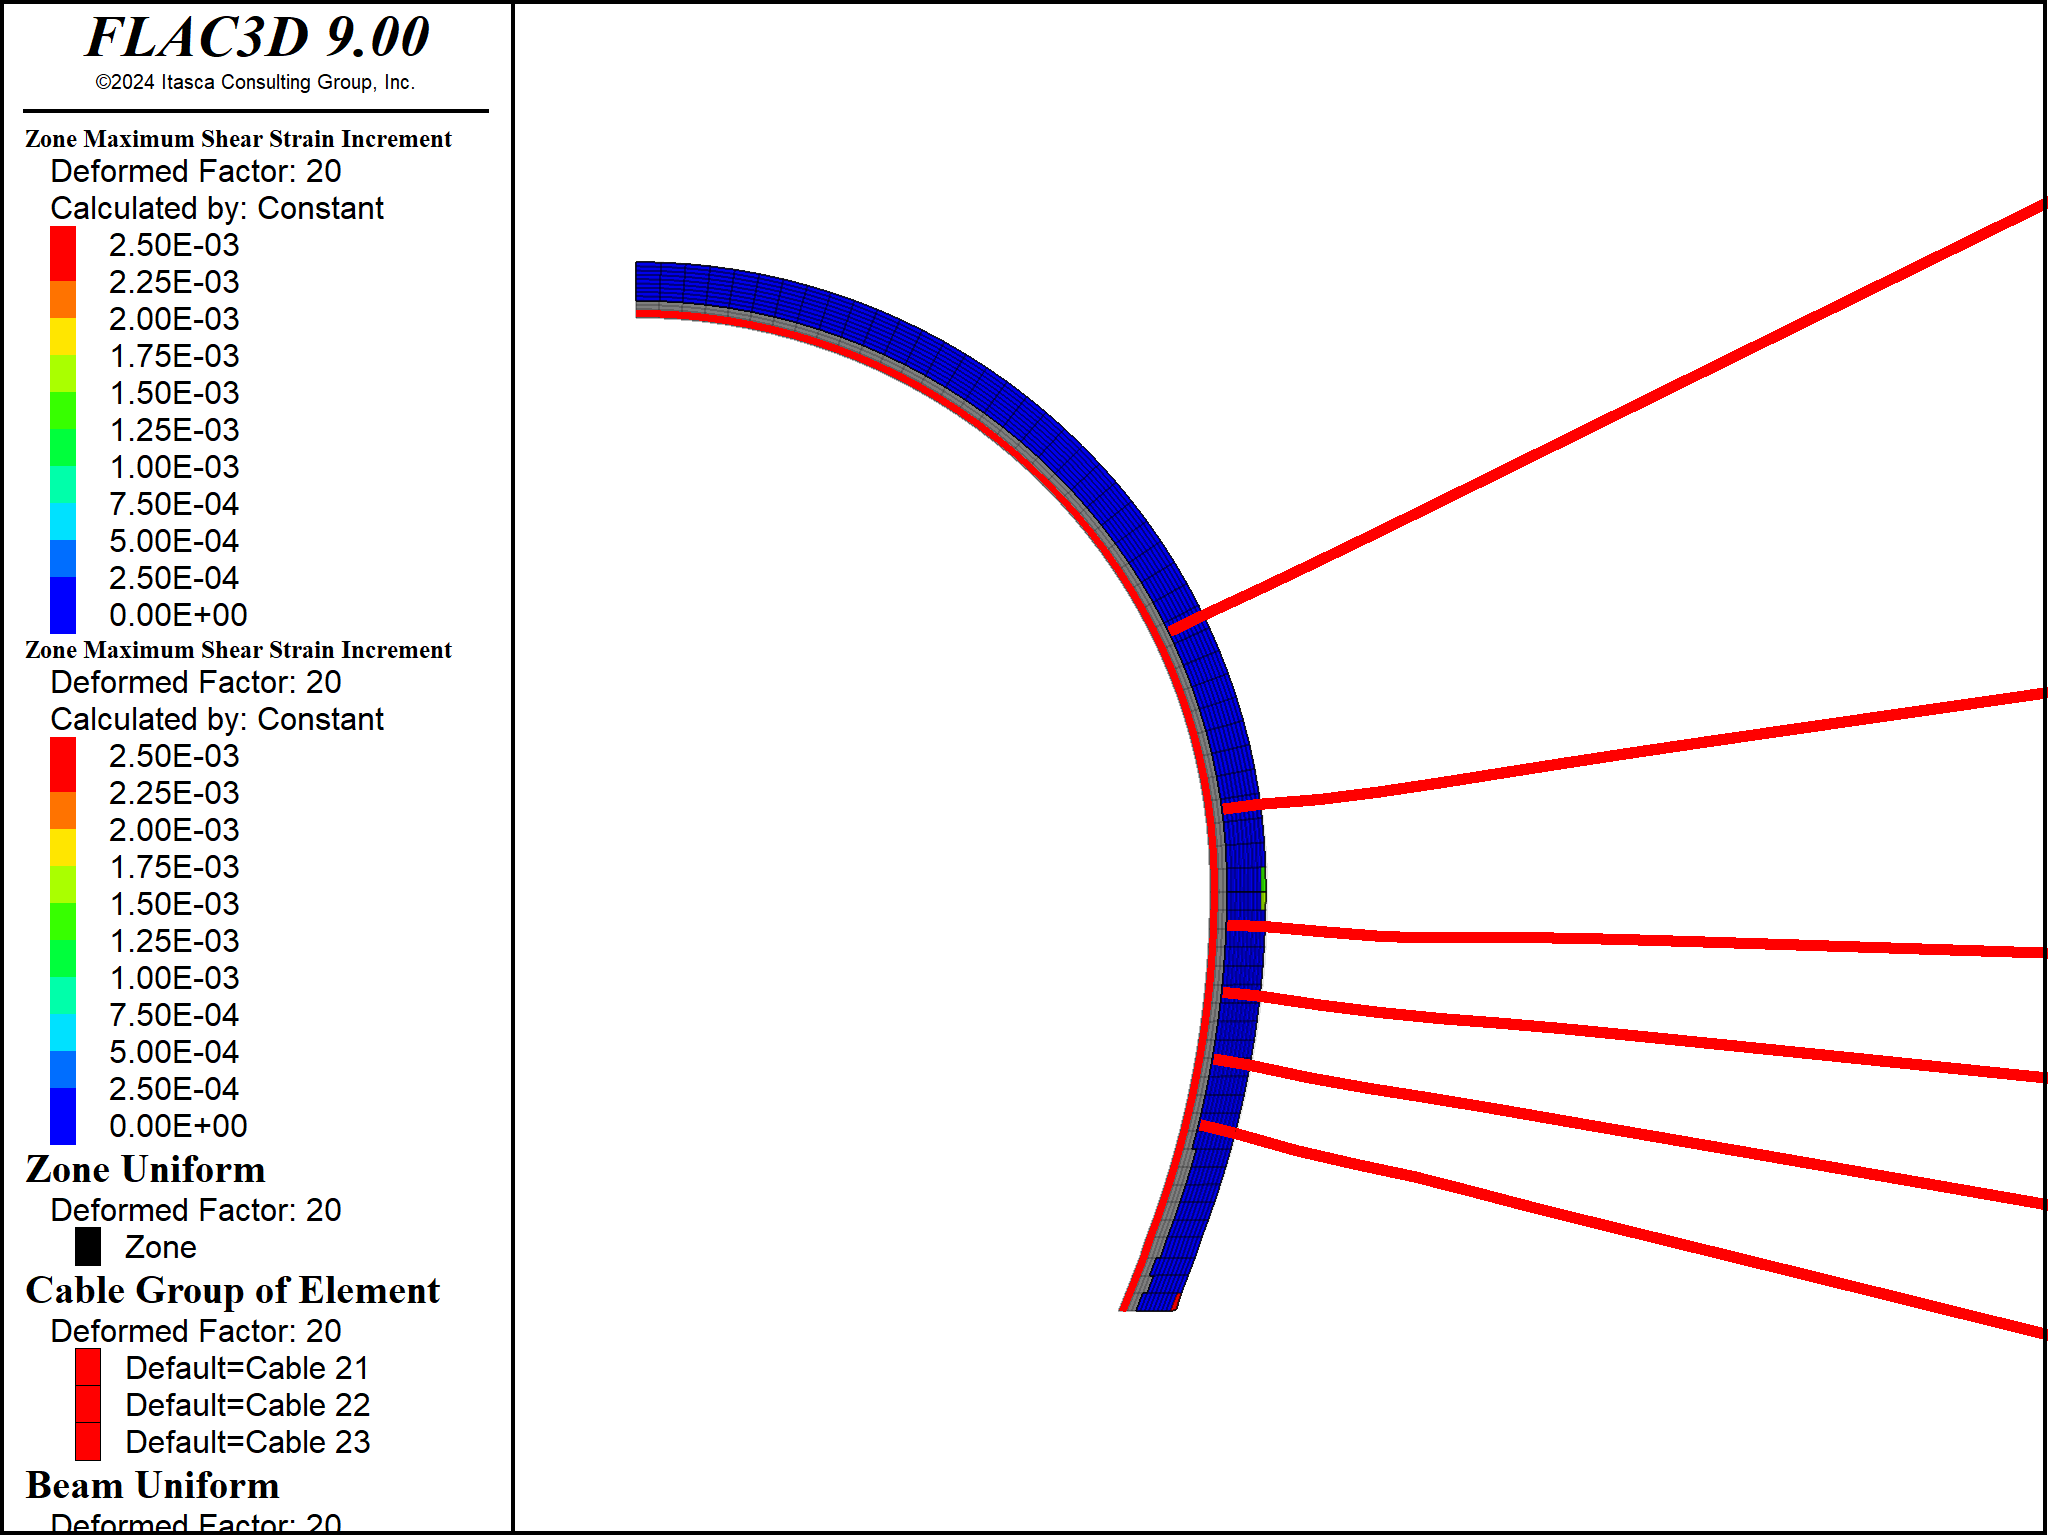 FLAC3D 9.00
©2024 Itasca Consulting Group, Inc.
Zone Maximum Shear Strain Increment
Deformed Factor: 20
Calculated by: Constant
2.50E-03
2.25E-03
2.00E-03
1.75E-03
1.50E-03
1.25E-03
1.00E-03
7.50E-04
5.00E-04
2.50E-04
0.00E+00
Zone Maximum Shear Strain Increment
Deformed Factor: 20
Calculated by: Constant
2.50E-03
2.25E-03
2.00E-03
1.75E-03
1.50E-03
1.25E-03
1.00E-03
7.50E-04
5.00E-04
2.50E-04
0.00E+00
Zone Uniform
Deformed Factor: 20
Zone
Cable Group of Element
Deformed Factor: 20
Default=Cable 21
Default=Cable 22
Default=Cable 23
Beam Uniform
Deformed Factor: 20